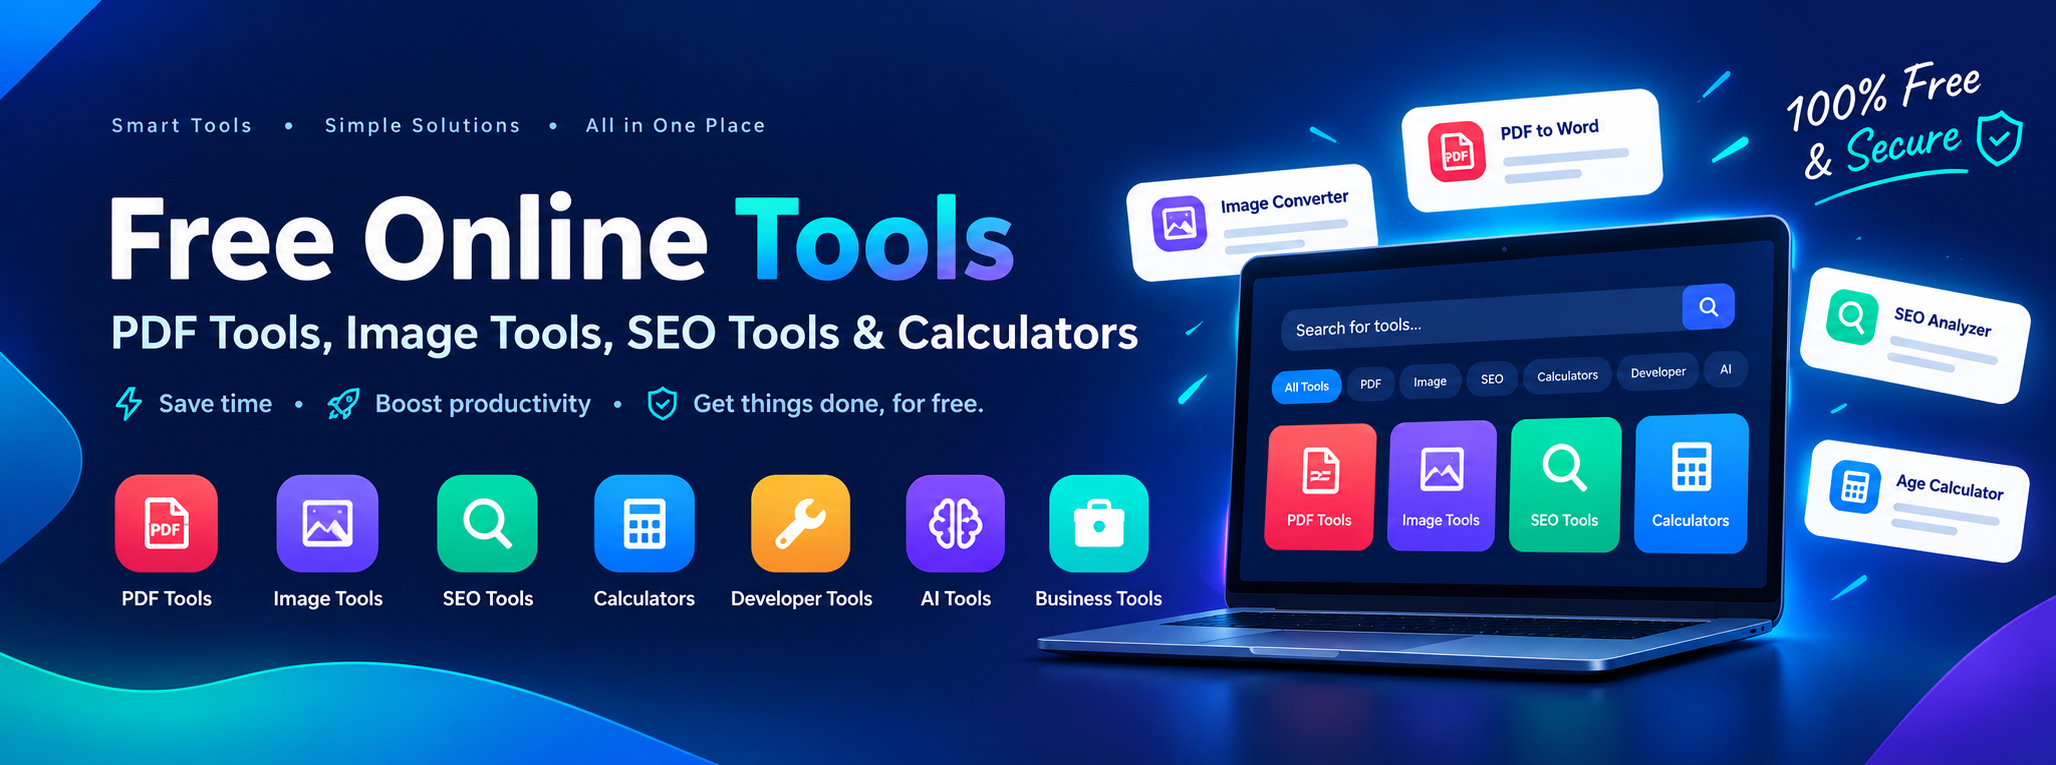 Smart Tools • Simple Solutions • All in One Place
Free Online Tools
PDF Tools, Image Tools, SEO Tools & Calculators
Save time • Boost productivity • Get things done, for free.
PDF
PDF Tools
Image Tools
SEO Tools
Calculators
Developer Tools
AI Tools
Business Tools
Image Converter
PDF
PDF to Word
100% Free
& Secure
Search for tools...
All Tools
PDF
Image
SEO
Calculators
Developer
AI
PDF Tools
Image Tools
SEO Tools
Calculators
SEO Analyzer
Age Calculator